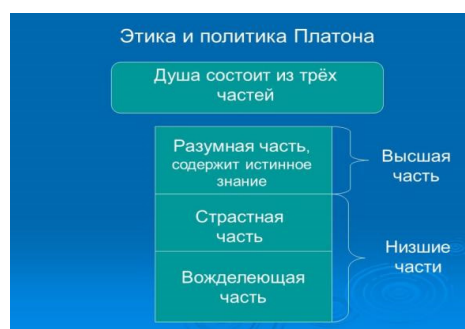 Этика и политика Платона
Душа состоит из трёх
частей
Разумная часть,
содержит истинное
знание
Высшая
часть
Страстная
часть
Низшие
части
Вожделеющая
часть